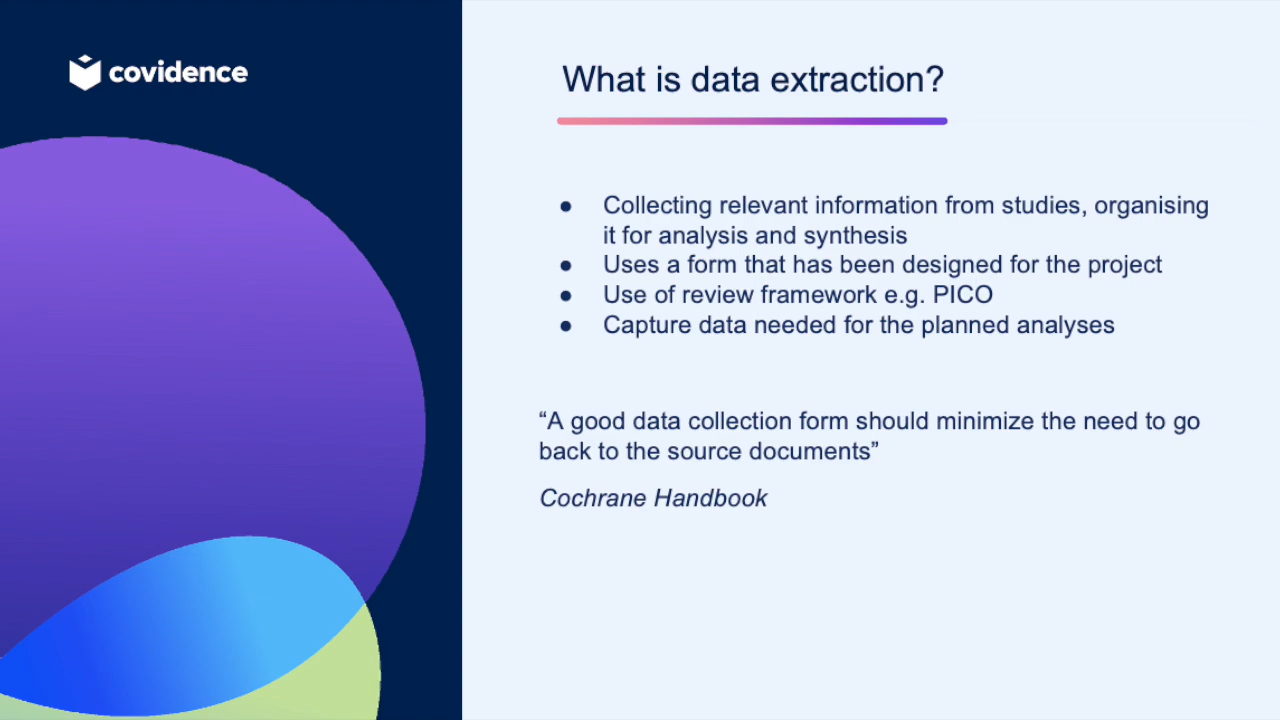 covidence
What is data extraction?
● Collecting relevant information from studies, organising
it for analysis and synthesis
● Uses a form that has been designed for the project
● Use of review framework e.g. PICO
● Capture data needed for the planned analyses
“A good data collection form should minimize the need to go
back to the source documents”
Cochrane Handbook